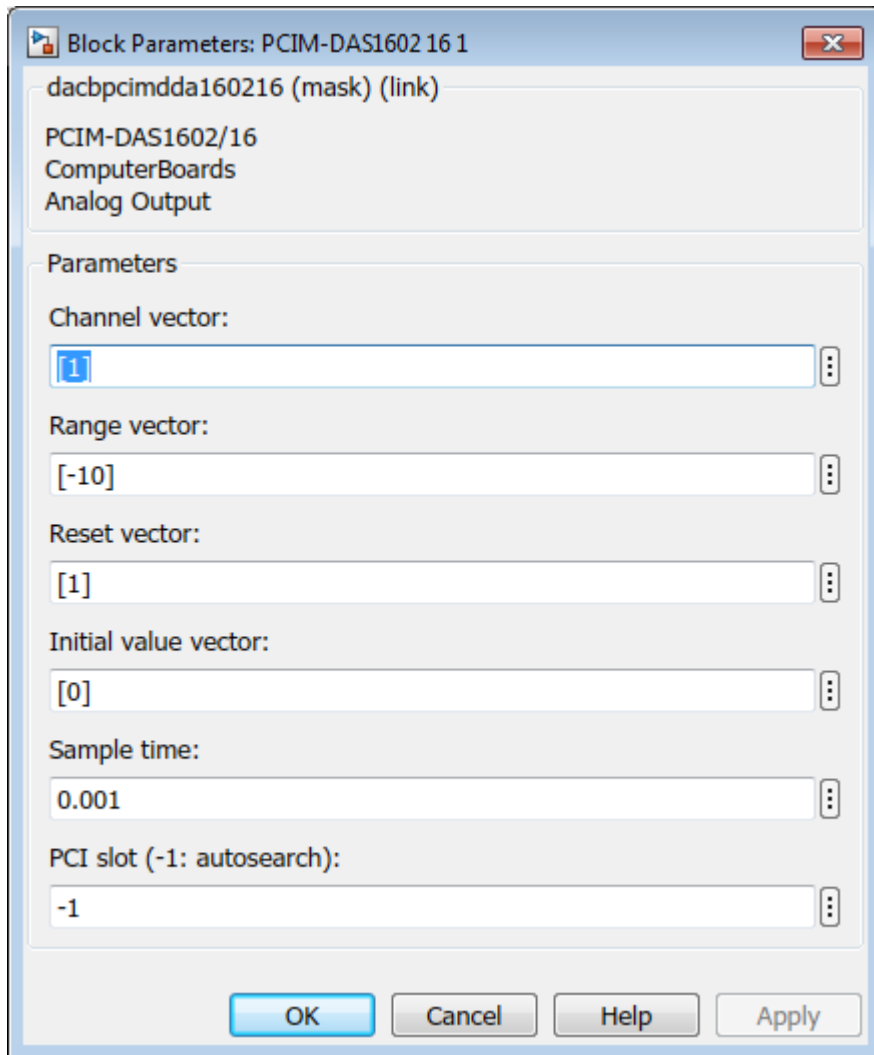 Block Parameters: PCIM-DAS1602 16 1
dacbpcimdda160216 (mask) (link)
PCIM-DAS1602/16
ComputerBoards
Analog Output
Parameters
Channel vector:
[1]
Range vector:
[-10]
Reset vector:
[1]
Initial value vector:
[0]
Sample time:
0.001
PCI slot (-1: autosearch):
-1
OK Cancel Help Apply